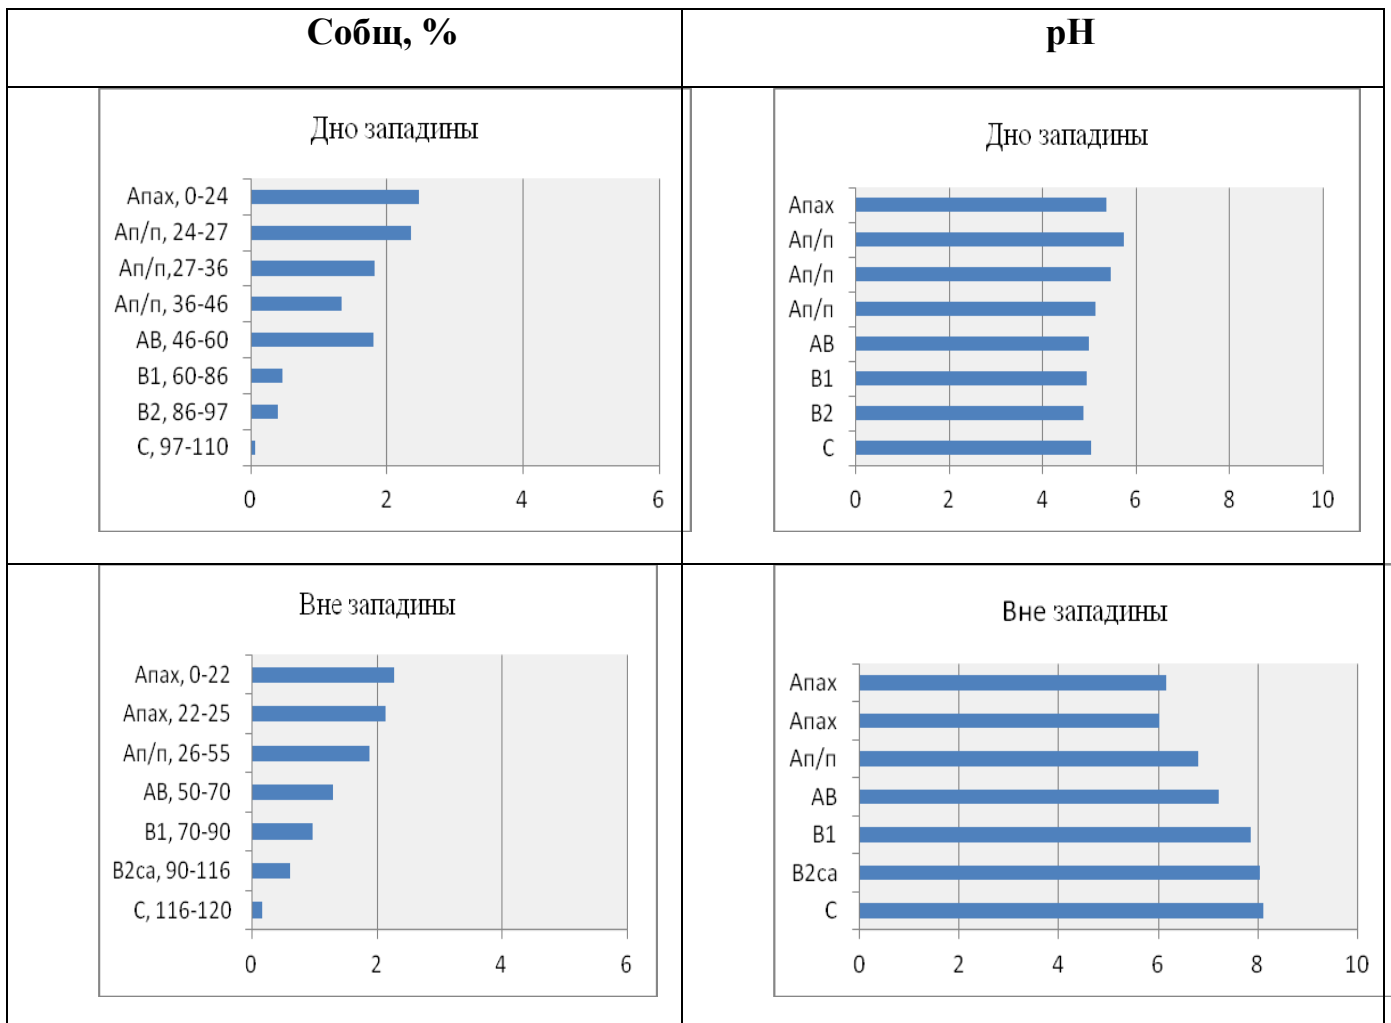 Cобщ, %
pH
Дно западины
Апах, 0-24
Ап/п, 24-27
Ап/п,27-36
Ап/п, 36-46
АВ, 46-60
В1, 60-86
В2, 86-97
С, 97-110
0 2 4 6
Дно западины
Апах
Ап/п
Ап/п
Ап/п
АВ
В1
В2
С
0 2 4 6 8 10
Вне западины
Апах, 0-22
Апах, 22-25
Ап/п, 26-55
АВ, 50-70
В1, 70-90
В2са, 90-116
С, 116-120
0 2 4 6
Вне западины
Апах
Апах
Ап/п
АВ
В1
В2са
С
0 2 4 6 8 10